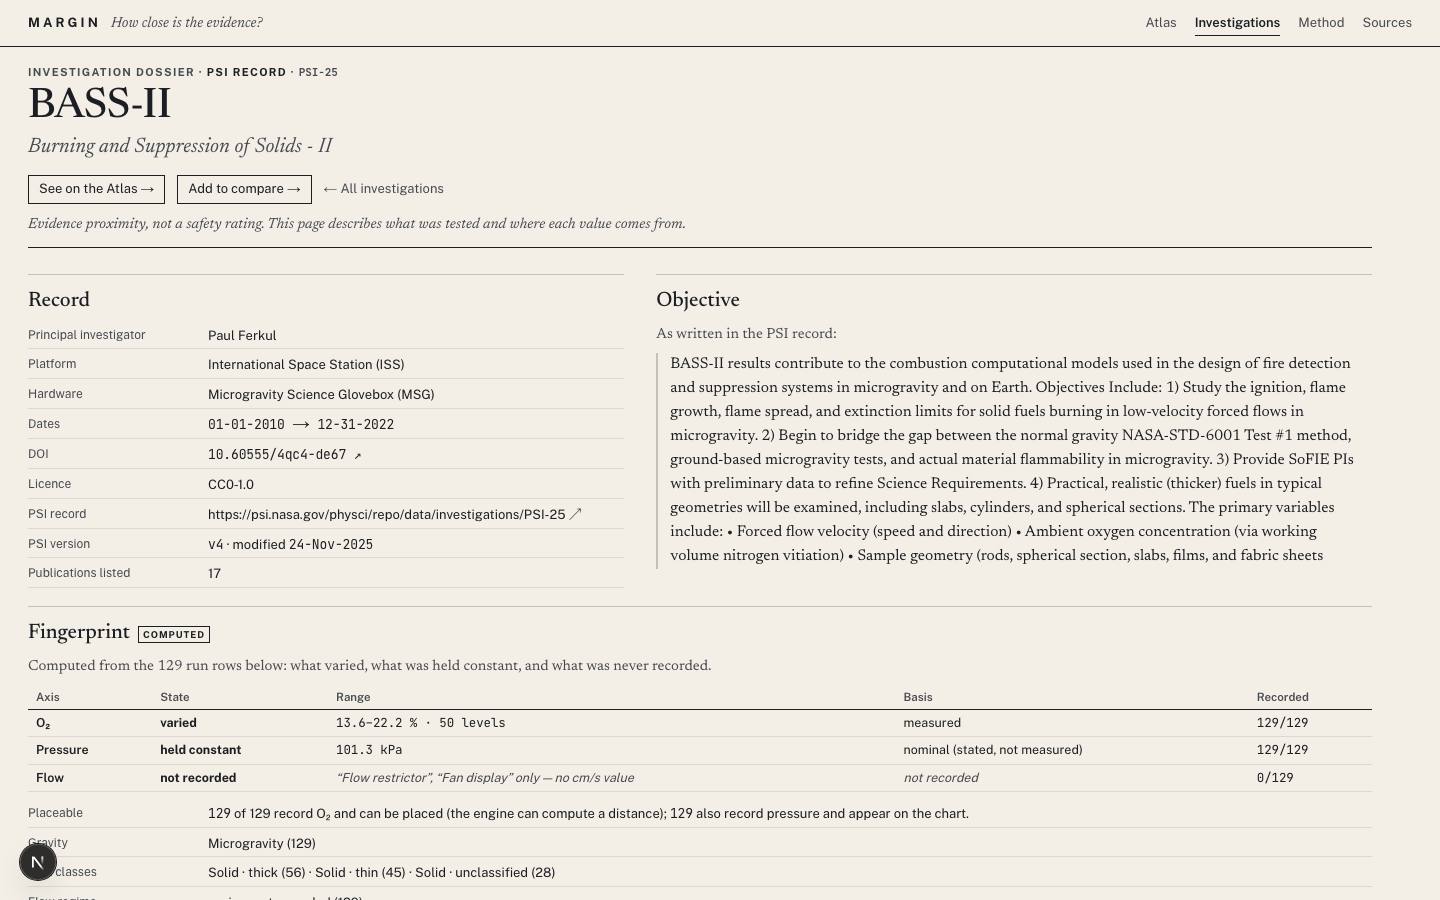 MARGIN How close is the evidence?
Atlas Investigations Method Sources
INVESTIGATION DOSSIER · PSI RECORD · PSI-25
BASS-II
Burning and Suppression of Solids - II
See on the Atlas → Add to compare → ← All investigations
Evidence proximity, not a safety rating. This page describes what was tested and where each value comes from.
Record
Principal investigator Paul Ferkul
Platform International Space Station (ISS)
Hardware Microgravity Science Glovebox (MSG)
Dates 01-01-2010 → 12-31-2022
DOI 10.60555/4qc4-de67 ↗
Licence CC0-1.0
PSI record https://psi.nasa.gov/physci/repo/data/investigations/PSI-25 ↗
PSI version v4 · modified 24-Nov-2025
Publications listed 17
Objective
As written in the PSI record:
BASS-II results contribute to the combustion computational models used in the design of fire detection
and suppression systems in microgravity and on Earth. Objectives Include: 1) Study the ignition, flame
growth, flame spread, and extinction limits for solid fuels burning in low-velocity forced flows in
microgravity. 2) Begin to bridge the gap between the normal gravity NASA-STD-6001 Test #1 method,
ground-based microgravity tests, and actual material flammability in microgravity. 3) Provide SoFIE PIs
with preliminary data to refine Science Requirements. 4) Practical, realistic (thicker) fuels in typical
geometries will be examined, including slabs, cylinders, and spherical sections. The primary variables
include: • Forced flow velocity (speed and direction) • Ambient oxygen concentration (via working
volume nitrogen vitiation) • Sample geometry (rods, spherical section, slabs, films, and fabric sheets
Fingerprint COMPUTED
Computed from the 129 run rows below: what varied, what was held constant, and what was never recorded.
Axis State Range Basis Recorded
O₂ varied 13.6–22.2 % · 50 levels measured 129/129
Pressure held constant 101.3 kPa nominal (stated, not measured) 129/129
Flow not recorded “Flow restrictor”, “Fan display” only — no cm/s value not recorded 0/129
Placeable 129 of 129 record O₂ and can be placed (the engine can compute a distance); 129 also record pressure and appear on the chart.
Gravity Microgravity (129)
N classes Solid · thick (56) · Solid · thin (45) · Solid · unclassified (28)